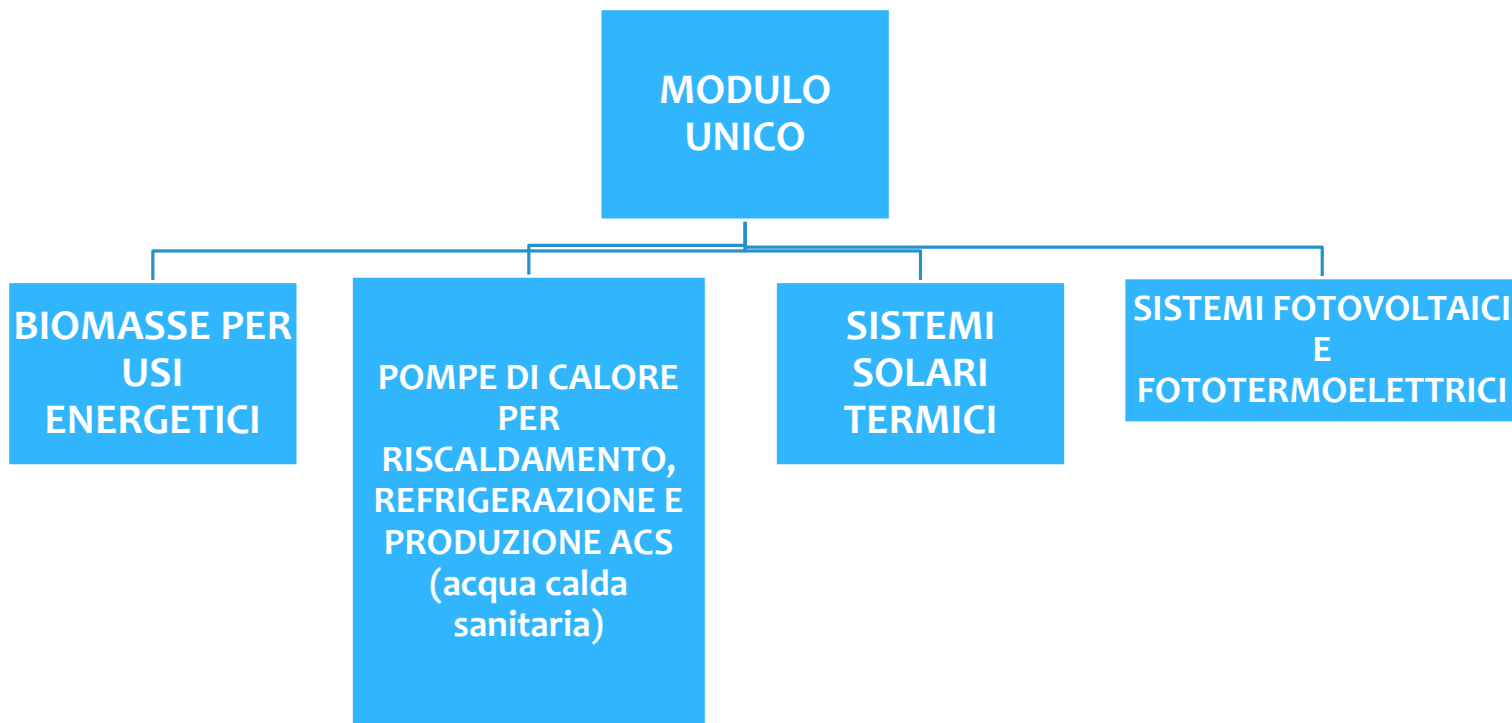 MODULO
UNICO
BIOMASSE PER
USI
ENERGETICI
POMPE DI CALORE
PER
RISCALDAMENTO,
REFRIGERAZIONE E
PRODUZIONE ACS
(acqua calda
sanitaria)
SISTEMI
SOLARI
TERMICI
SISTEMI FOTOVOLTAICI
E
FOTOTERMOELETTRICI